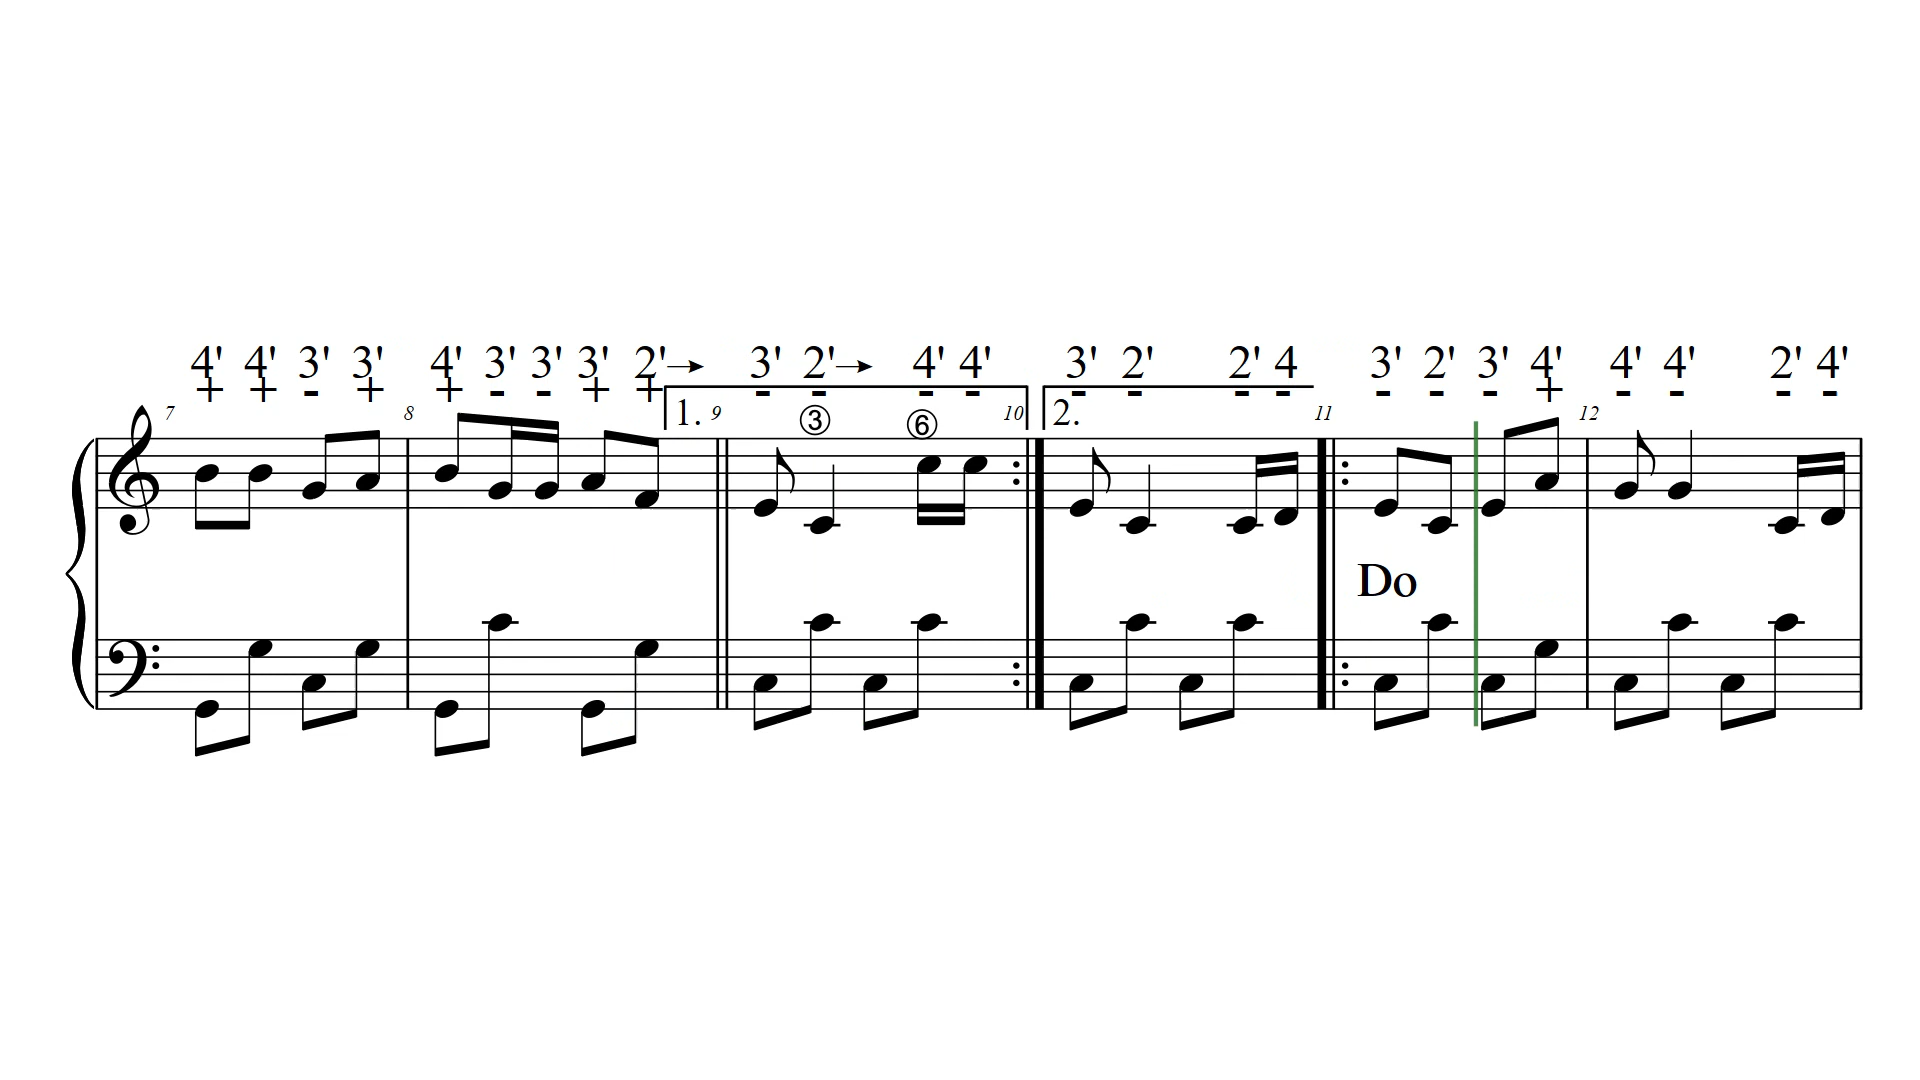 4' 4' 3' 3' 4' 3' 3' 3' 2'→ 3' 2'→ 4' 4' 3' 2' 2' 4 3' 2' 3' 4' 4' 4' 2' 4'
+ + - + + - - + + - - - - - - - - - - - + - - - -
7 8 1. 9 ③ ⑥ 10 2. 11 12
Do